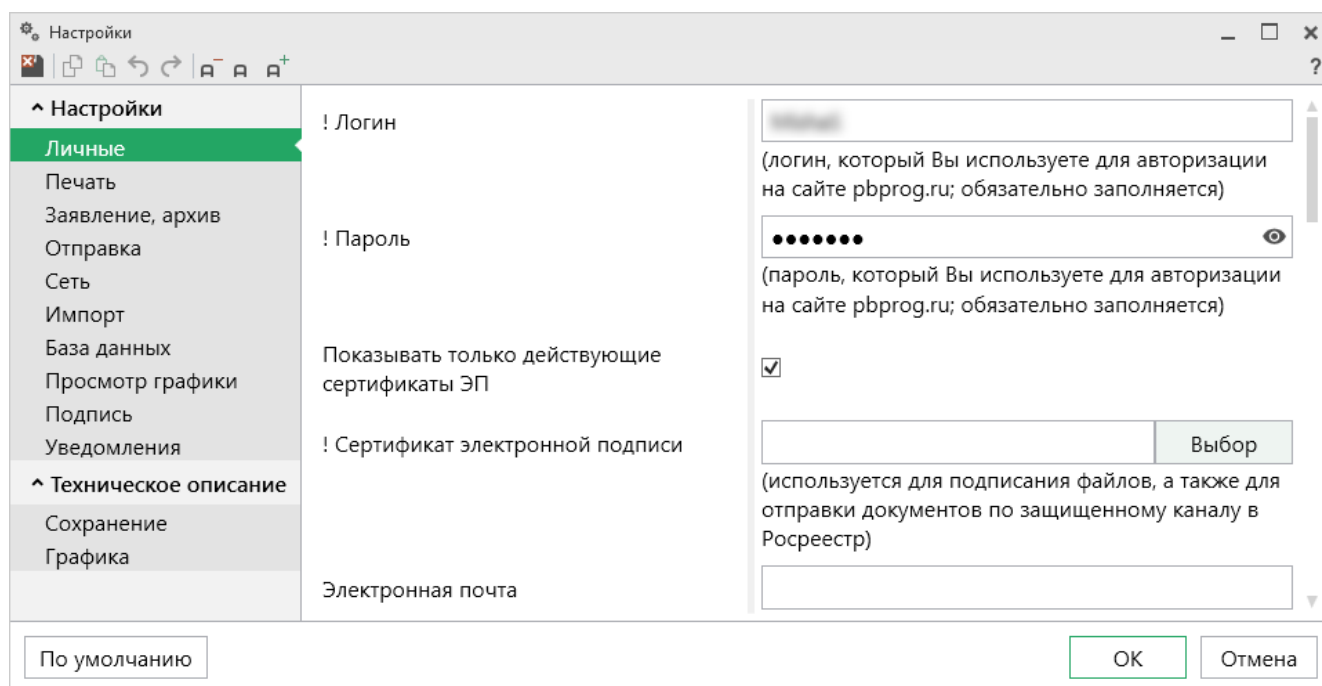 Настройки
?
Настройки
Личные
Печать
Заявление, архив
Отправка
Сеть
Импорт
База данных
Просмотр графики
Подпись
Уведомления
Техническое описание
Сохранение
Графика
! Логин
(логин, который Вы используете для авторизации
на сайте pbprog.ru; обязательно заполняется)
! Пароль
(пароль, который Вы используете для авторизации
на сайте pbprog.ru; обязательно заполняется)
Показывать только действующие
сертификаты ЭП
! Сертификат электронной подписи
Выбор
(используется для подписания файлов, а также для
отправки документов по защищенному каналу в
Росреестр)
Электронная почта
По умолчанию
ОК
Отмена